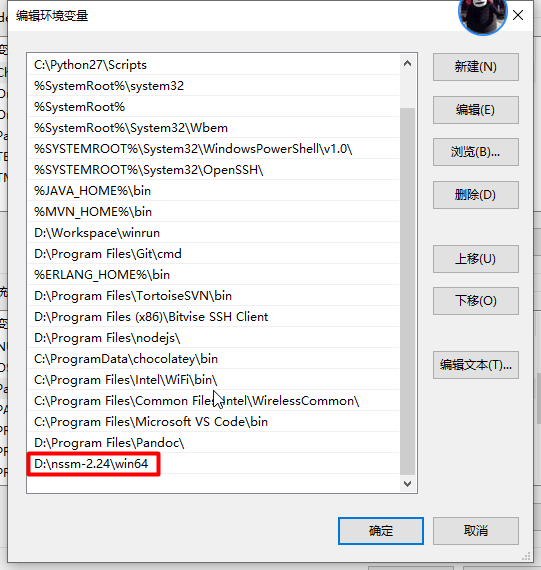 编辑环境变量
C:\Python27\Scripts
%SystemRoot%\system32
%SystemRoot%
%SystemRoot%\System32\Wbem
%SYSTEMROOT%\System32\WindowsPowerShell\v1.0\
%SYSTEMROOT%\System32\OpenSSH\
%JAVA_HOME%\bin
%MVN_HOME%\bin
D:\Workspace\winrun
D:\Program Files\Git\cmd
%ERLANG_HOME%\bin
D:\Program Files\TortoiseSVN\bin
D:\Program Files (x86)\Bitvise SSH Client
D:\Program Files\nodejs\
C:\ProgramData\chocolatey\bin
C:\Program Files\Intel\WiFi\bin\
C:\Program Files\Common Files\Intel\WirelessCommon\
C:\Program Files\Microsoft VS Code\bin
D:\Program Files\Pandoc\
D:\nssm-2.24\win64
新建(N)
编辑(E)
浏览(B)...
删除(D)
上移(U)
下移(O)
编辑文本(T)...
确定
取消